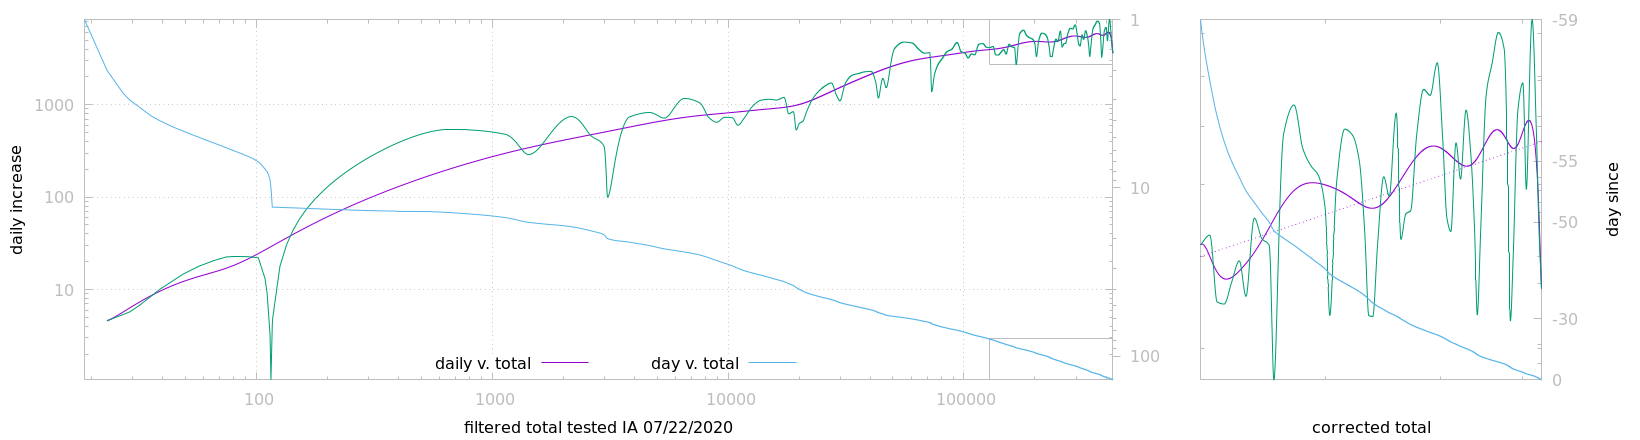 daily increase
1000
100
10
daily v. total
day v. total
100
1000
10000
100000
filtered total tested IA 07/22/2020
1
10
100
-59
-55
-50
-30
0
day since
corrected total